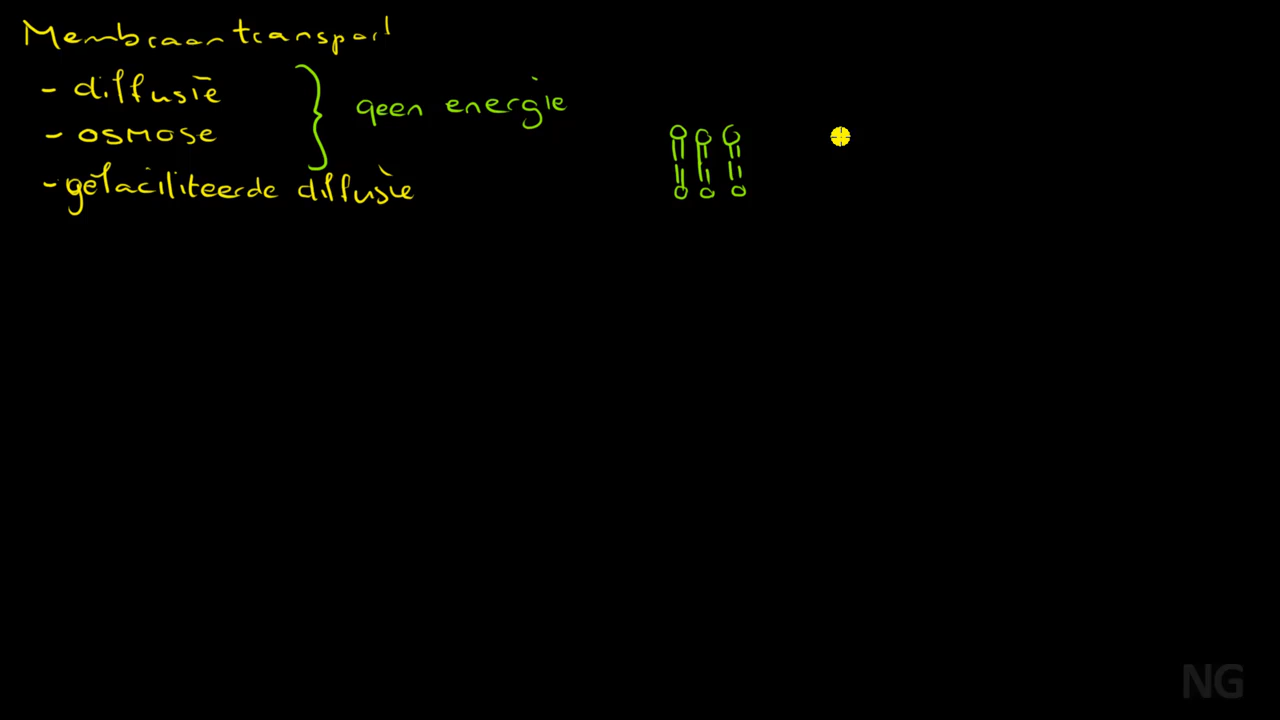 Membraantransport
- diffusie
geen energie
- osmose
- gefaciliteerde diffusie
NG